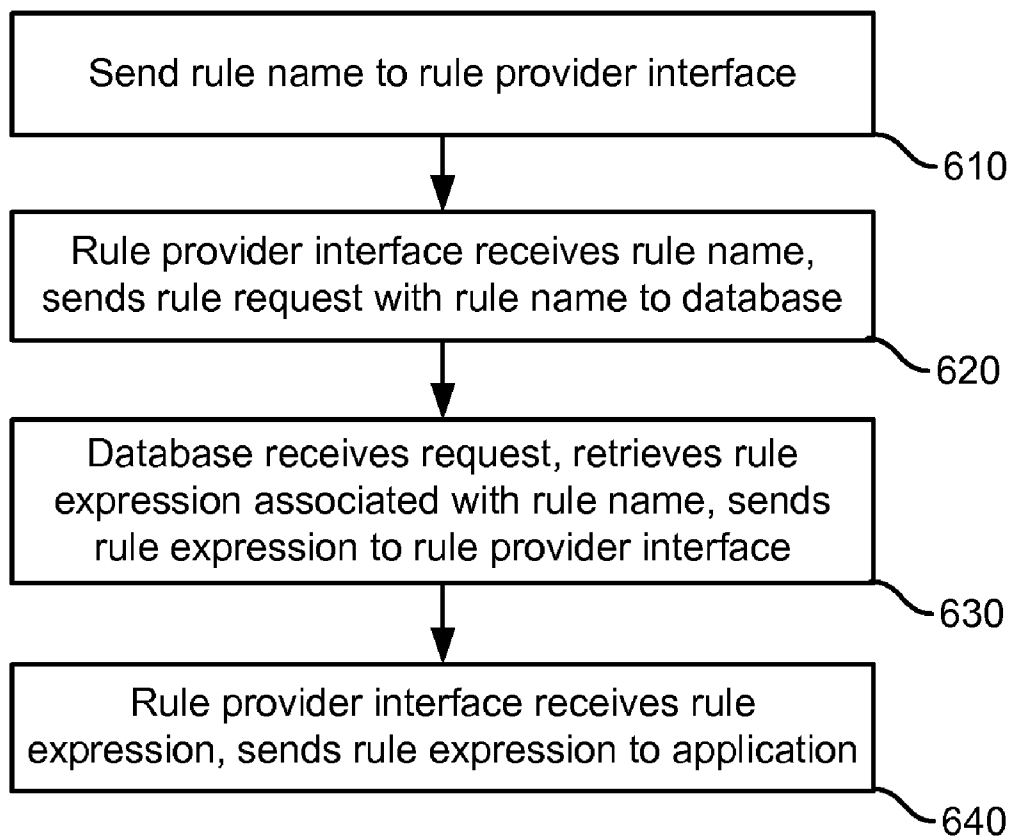 Send rule name to rule provider interface
610
Rule provider interface receives rule name,
sends rule request with rule name to database
620
Database receives request, retrieves rule
expression associated with rule name, sends
rule expression to rule provider interface
630
Rule provider interface receives rule
expression, sends rule expression to application
640